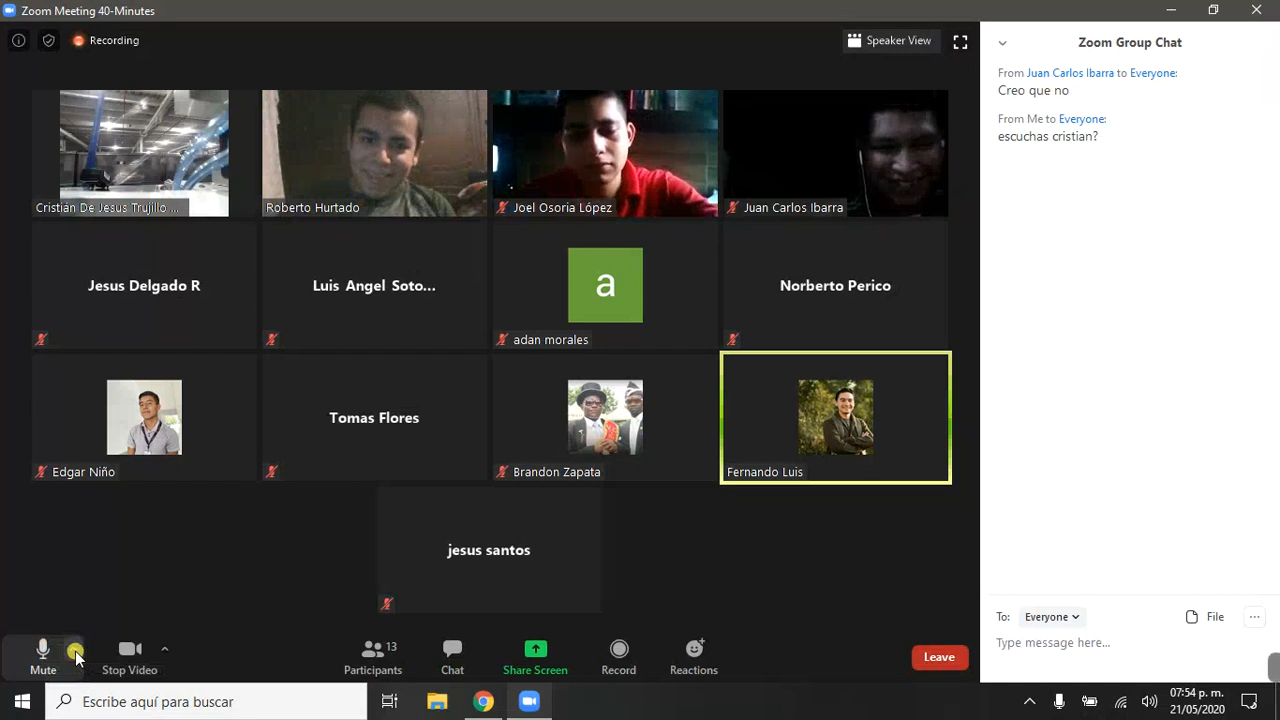 Zoom Meeting 40-Minutes
Recording
Speaker View
Zoom Group Chat
From Juan Carlos Ibarra to Everyone:
Creo que no
From Me to Everyone:
escuchas cristian?
Cristian De Jesus Trujillo ...
Roberto Hurtado
Joel Osoria López
Juan Carlos Ibarra
Jesus Delgado R
Luis Angel Soto...
a
adan morales
Norberto Perico
Edgar Niño
Tomas Flores
Brandon Zapata
Fernando Luis
jesus santos
To: Everyone
File
Type message here...
Mute
Stop Video
13
Participants
Chat
Share Screen
Record
Reactions
Leave
Escribe aquí para buscar
07:54 p. m.
21/05/2020